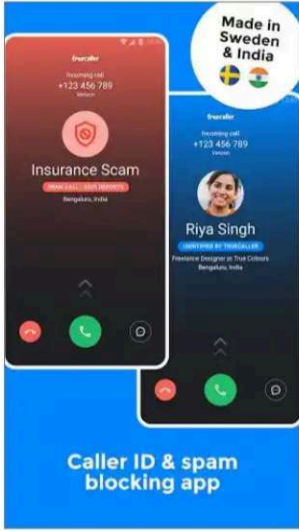 Made in
Sweden
& India
truecaller
Incoming call
+123 456 789
Insurance Scam
Bengaluru, India
truecaller
Incoming call
+123 456 789
Riya Singh
IDENTIFIED BY TRUECALLER
Freelance Designer at True Colours
Bengaluru, India
Caller ID & spam
blocking app